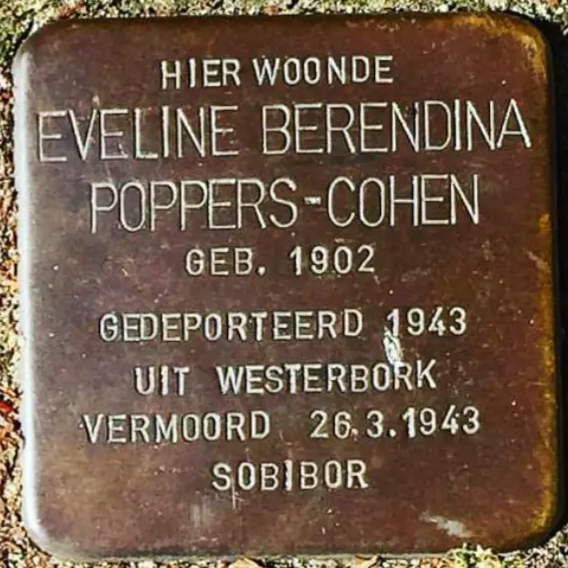 HIER WOONDE
EVELINE BERENDINA
POPPERS-COHEN
GEB. 1902
GEDEPORTEERD 1943
UIT WESTERBORK
VERMOORD 26.3.1943
SOBIBOR